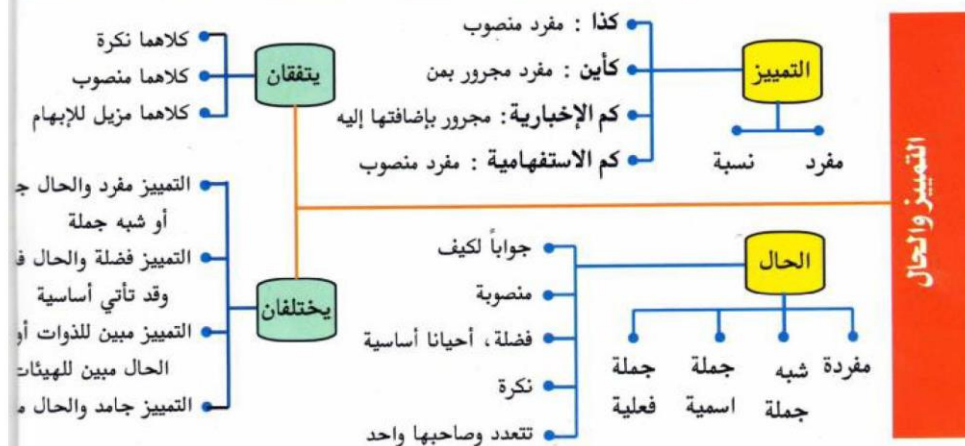 التمييز والحال
التمييز
مفرد
نسبة
كذا : مفرد منصوب
كأين : مفرد مجرور بمن
كم الإخبارية: مجرور بإضافتها إليه
كم الاستفهامية : مفرد منصوب
الحال
مفردة
شبه
جملة
جملة
اسمية
جملة
فعلية
جواباً لكيف
منصوبة
فضلة، أحيانا أساسية
نكرة
تتعدد وصاحبها واحد
يتفقان
كلاهما نكرة
كلاهما منصوب
كلاهما مزيل للإبهام
يختلفان
التمييز مفرد والحال
أو شبه جملة
التمييز فضلة والحال
وقد تأتي أساسية
التمييز مبين للذوات
الحال مبين للهيئات
التمييز جامد والحال